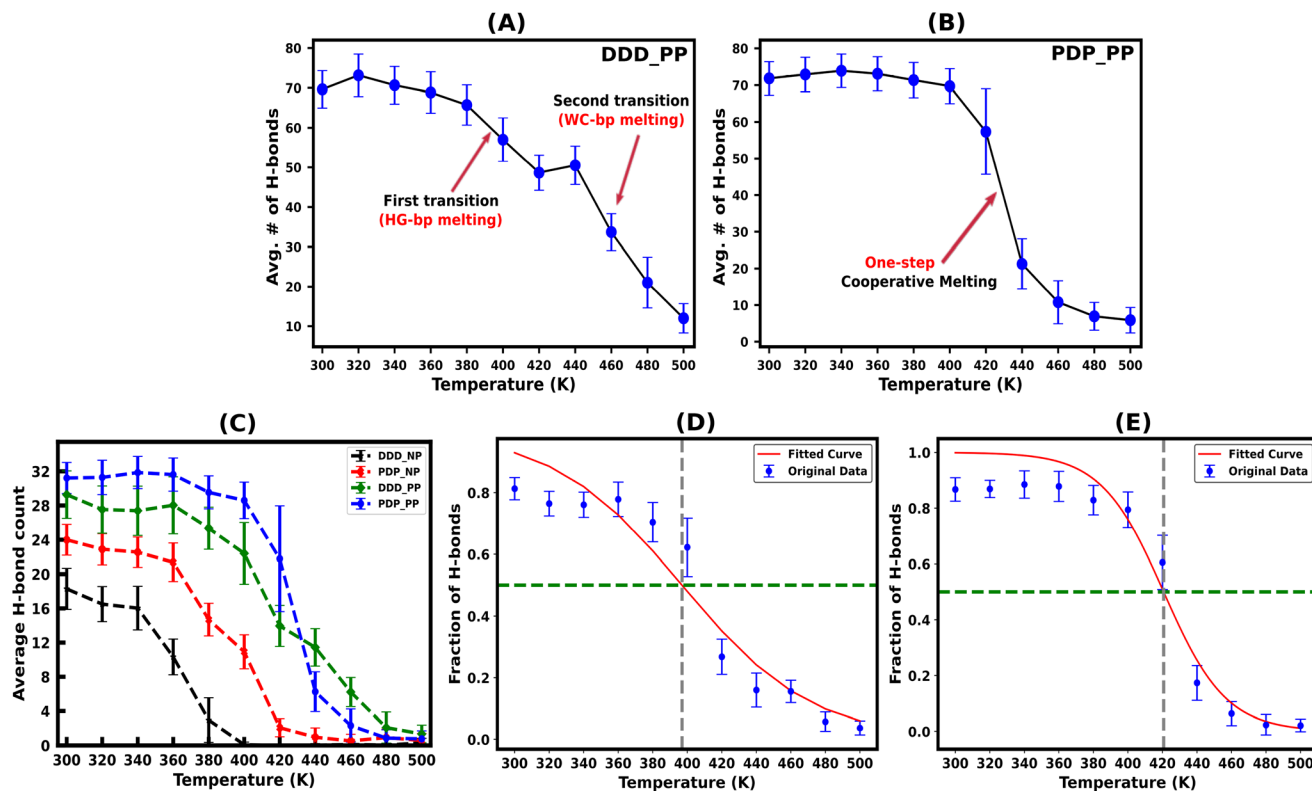 (A)
DDD_PP
Avg. # of H-bonds
80
70
60
50
40
30
20
10
First transition
(HG-bp melting)
Second transition
(WC-bp melting)
300 320 340 360 380 400 420 440 460 480 500
Temperature (K)
(B)
PDP_PP
Avg. # of H-bonds
80
70
60
50
40
30
20
10
0
One-step
Cooperative Melting
300 320 340 360 380 400 420 440 460 480 500
Temperature (K)
(C)
Average H-bond count
32
28
24
20
16
12
8
4
0
DDD_NP
PDP_NP
DDD_PP
PDP_PP
300 320 340 360 380 400 420 440 460 480 500
Temperature (K)
(D)
Fraction of H-bonds
0.8
0.6
0.4
0.2
0.0
Fitted Curve
Original Data
300 320 340 360 380 400 420 440 460 480 500
Temperature (K)
(E)
Fraction of H-bonds
1.0
0.8
0.6
0.4
0.2
0.0
Fitted Curve
Original Data
300 320 340 360 380 400 420 440 460 480 500
Temperature (K)